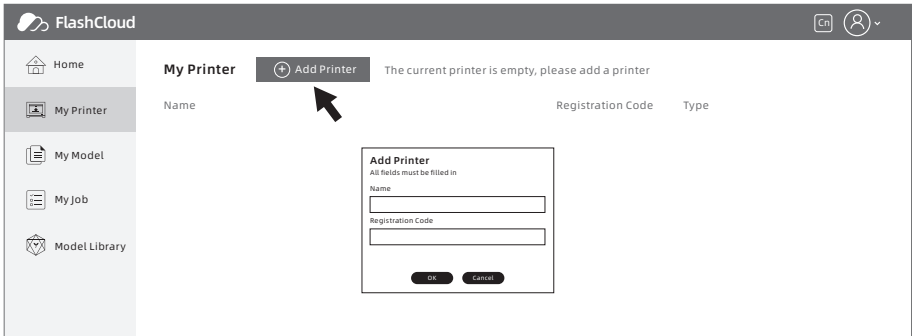 FlashCloud
Cn
Home
My Printer
My Model
My Job
Model Library
My Printer
Add Printer
The current printer is empty, please add a printer
Name
Registration Code
Type
Add Printer
All fields must be filled in
Name
Registration Code
OK
Cancel